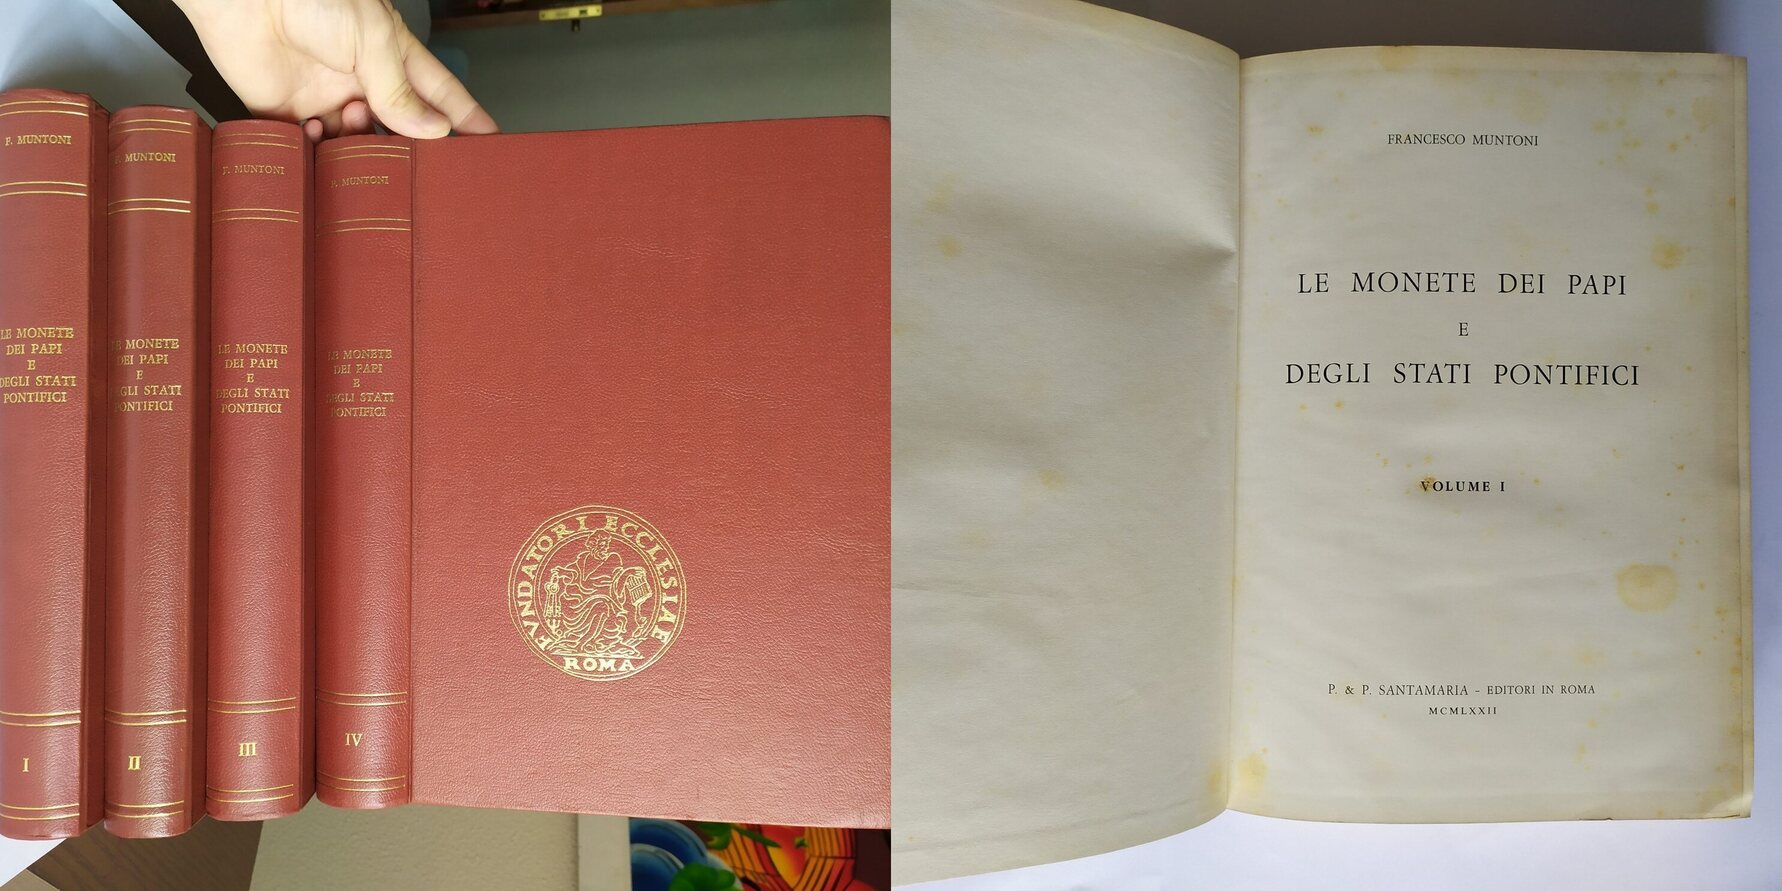 F. MUNTONI
LE MONETE
DEI PAPI
E
DEGLI STATI
PONTIFICI
I
F. MUNTONI
LE MONETE
DEI PAPI
E
DEGLI STATI
PONTIFICI
II
F. MUNTONI
LE MONETE
DEI PAPI
E
DEGLI STATI
PONTIFICI
III
F. MUNTONI
LE MONETE
DEI PAPI
E
DEGLI STATI
PONTIFICI
IV
FVNDATORI ECCLESIAE
ROMA
FRANCESCO MUNTONI
LE MONETE DEI PAPI
E
DEGLI STATI PONTIFICI
VOLUME I
P. & P. SANTAMARIA - EDITORI IN ROMA
MCMLXXII